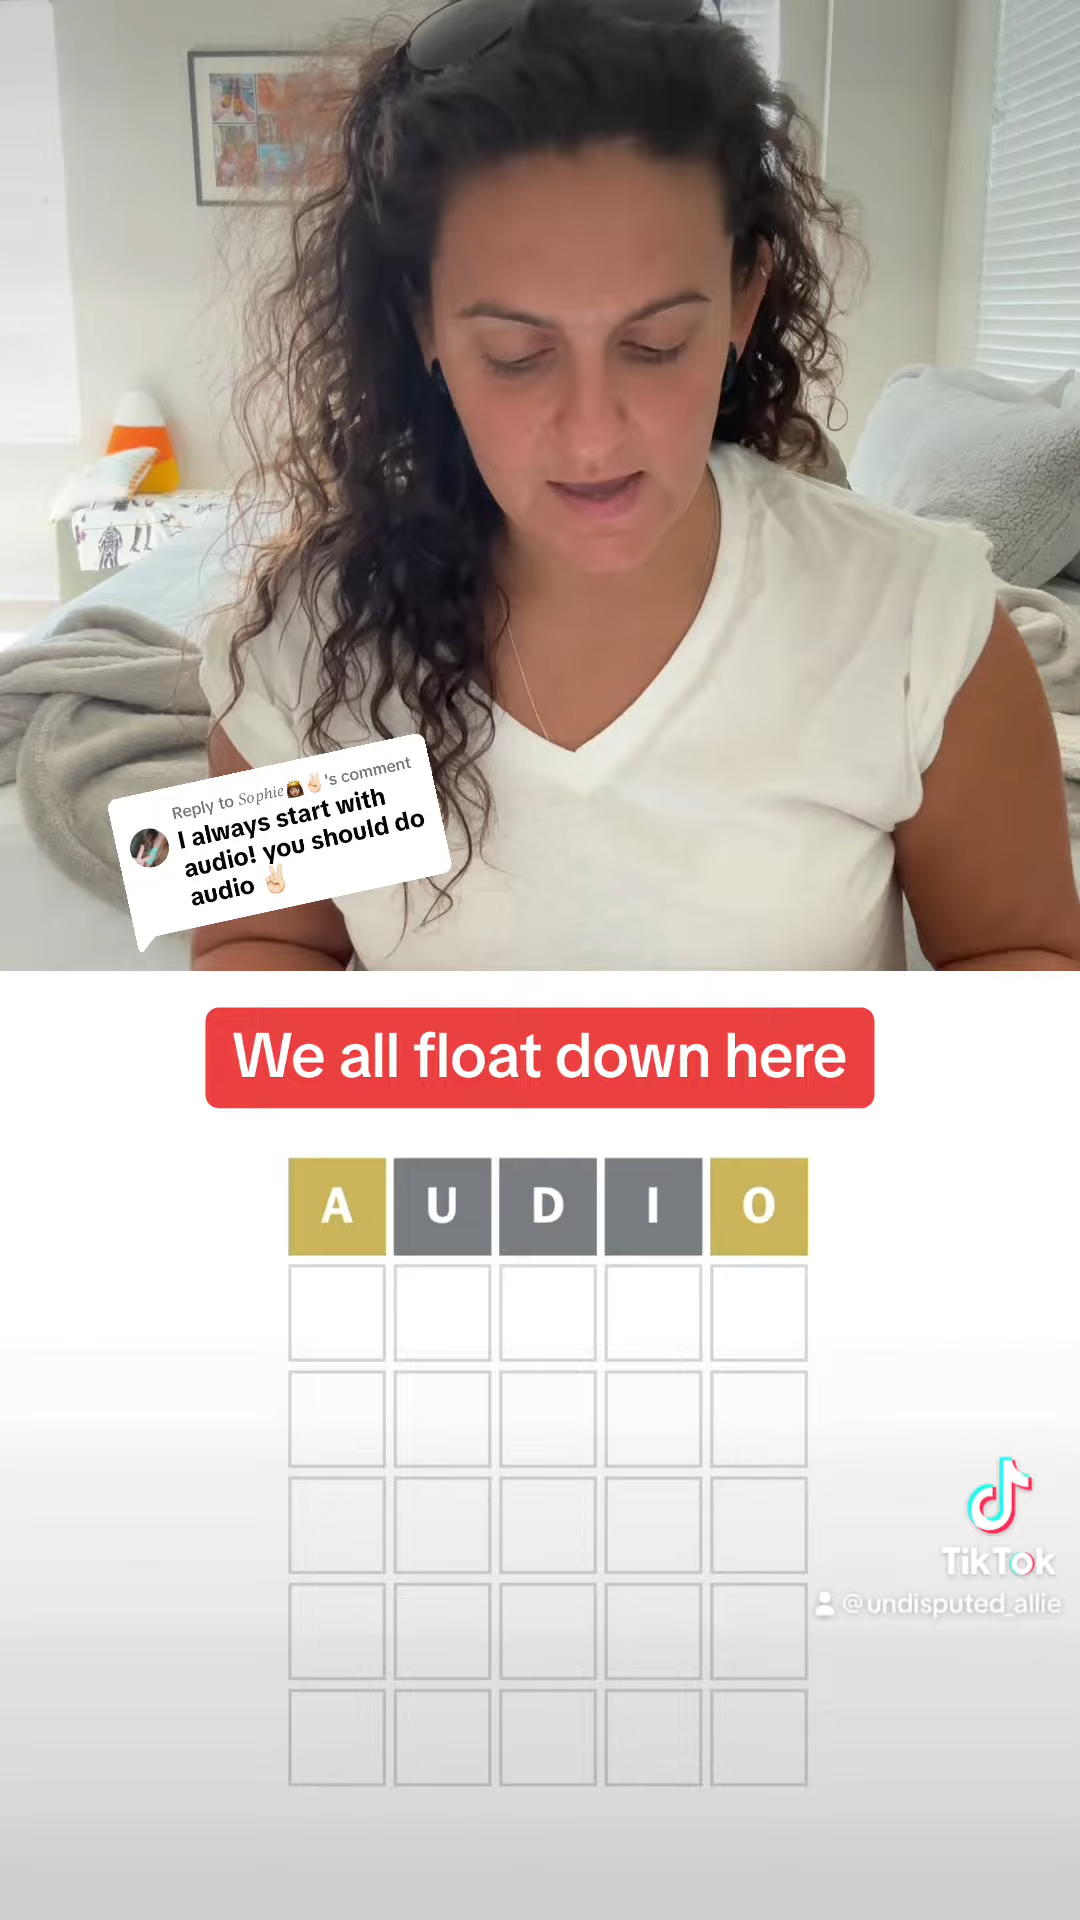 Reply to Sophie👸🏽✌🏻's comment
I always start with
audio! you should do
audio ✌🏻
We all float down here
A U D I O
TikTok
@undisputed_allie